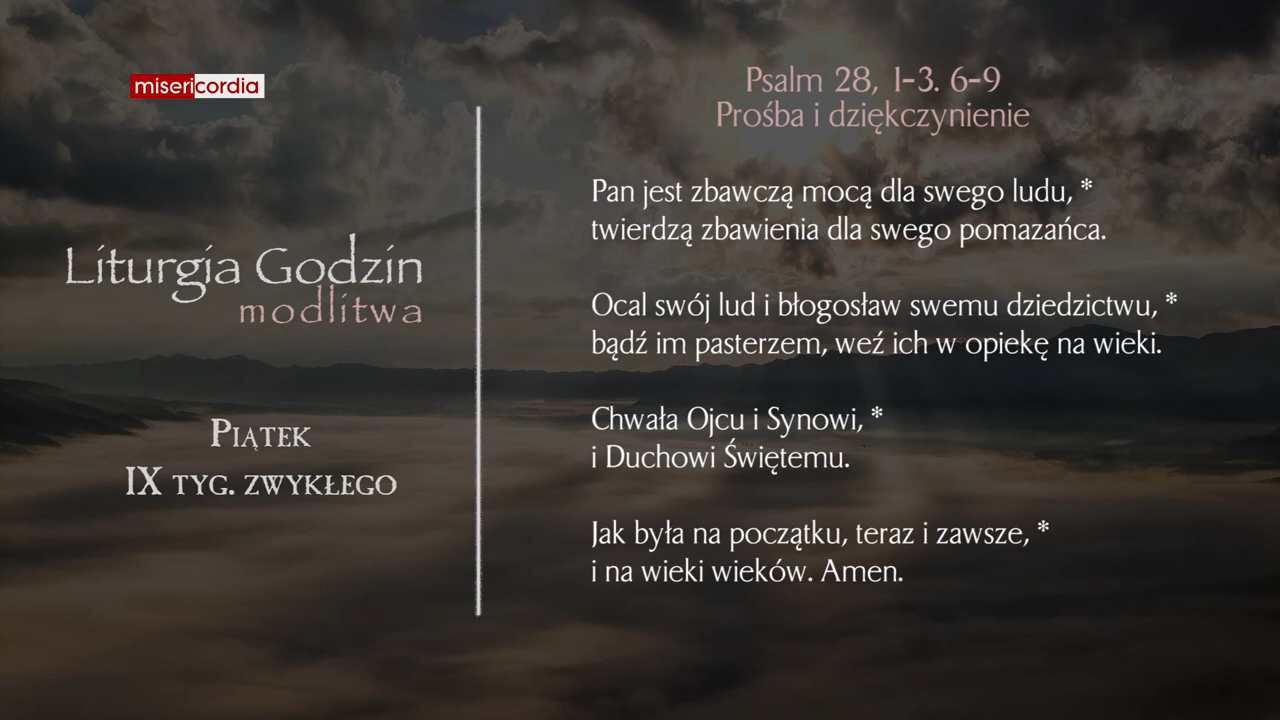 misericordia
Liturgia Godzin
modlitwa
Piątek
IX tyg. zwykłego
Psalm 28, 1-3. 6-9
Prośba i dziękczynienie
Pan jest zbawczą mocą dla swego ludu, *
twierdzą zbawienia dla swego pomazańca.
Ocal swój lud i błogosław swemu dziedzictwu, *
bądź im pasterzem, weź ich w opiekę na wieki.
Chwała Ojcu i Synowi, *
i Duchowi Świętemu.
Jak była na początku, teraz i zawsze, *
i na wieki wieków. Amen.